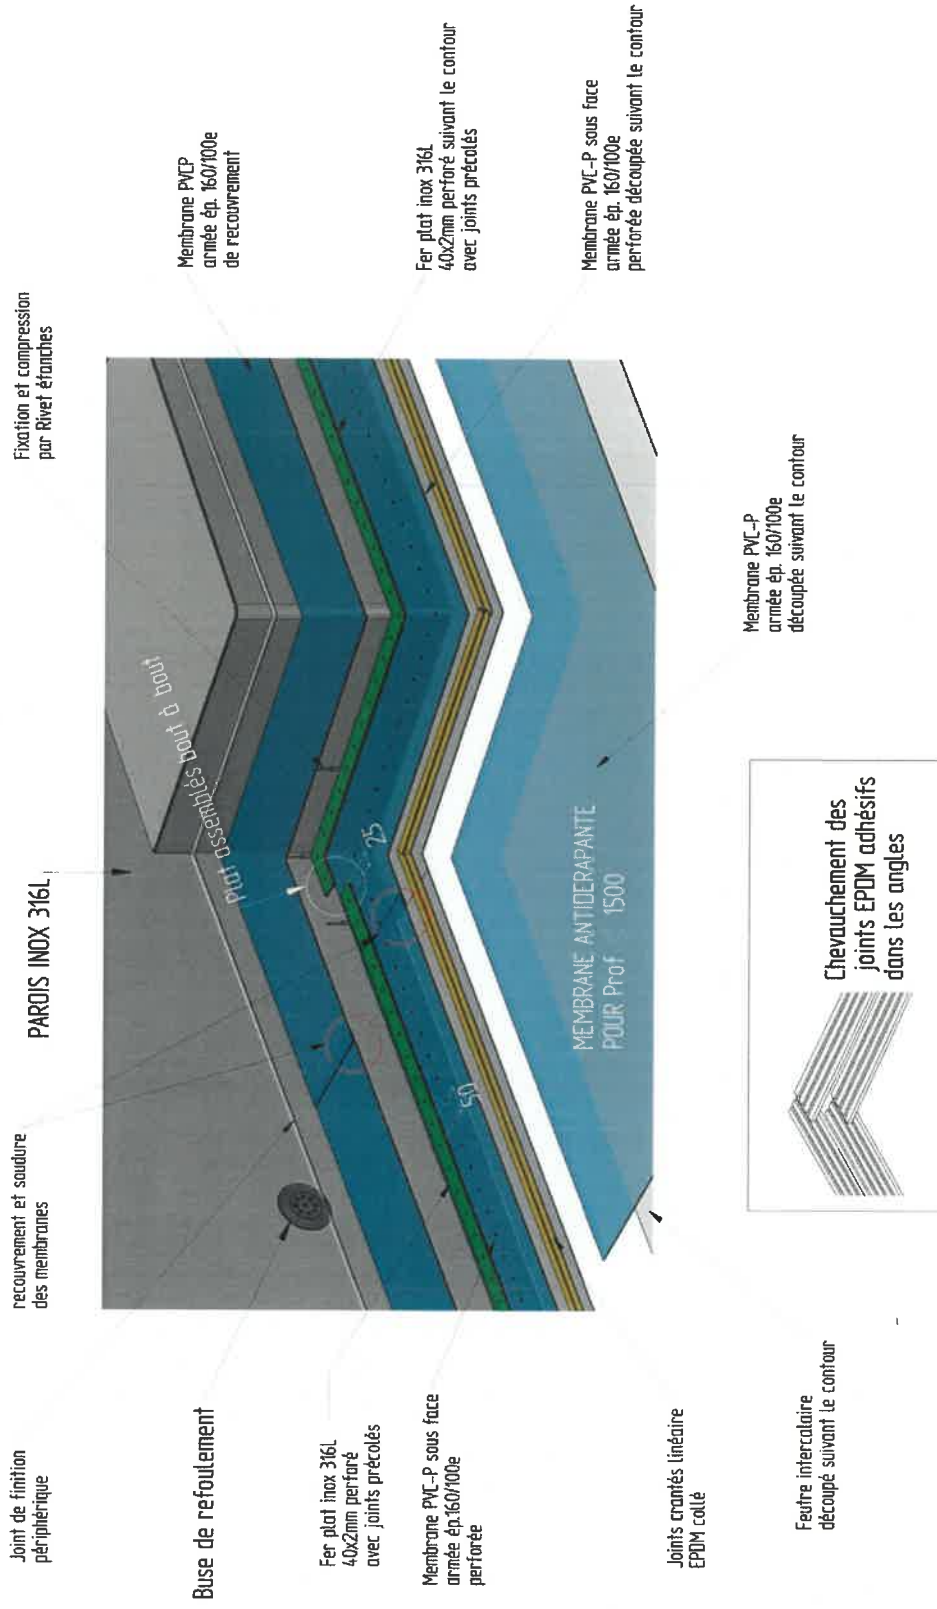 Joint de finition
périphérique
recouvrement et soudure
des membranes
PAROIS INOX 316L
Fixation et compression
par Rivet étanches
Membrane PVCP
armée ép. 160/100e
de recouvrement
Buse de refoulement
Plat assemblés bout à bout
Fer plat inox 316L
40x2mm perforé
avec joints précolés
Fer plat inox 316L
40x2mm perforé suivant le contour
avec joints précolés
25
50
Membrane PVC-P sous face
armée ép.160/100e
perforée
Membrane PVC-P sous face
armée ép. 160/100e
perforée découpée suivant le contour
MEMBRANE ANTIDERAPANTE
POUR Prof 1500
Joints crantés linéaire
EPDM collé
Membrane PVC-P
armée ép. 160/100e
découpée suivant le contour
Feutre intercalaire
découpé suivant le contour
Chevauchement des
joints EPDM adhésifs
dans les angles